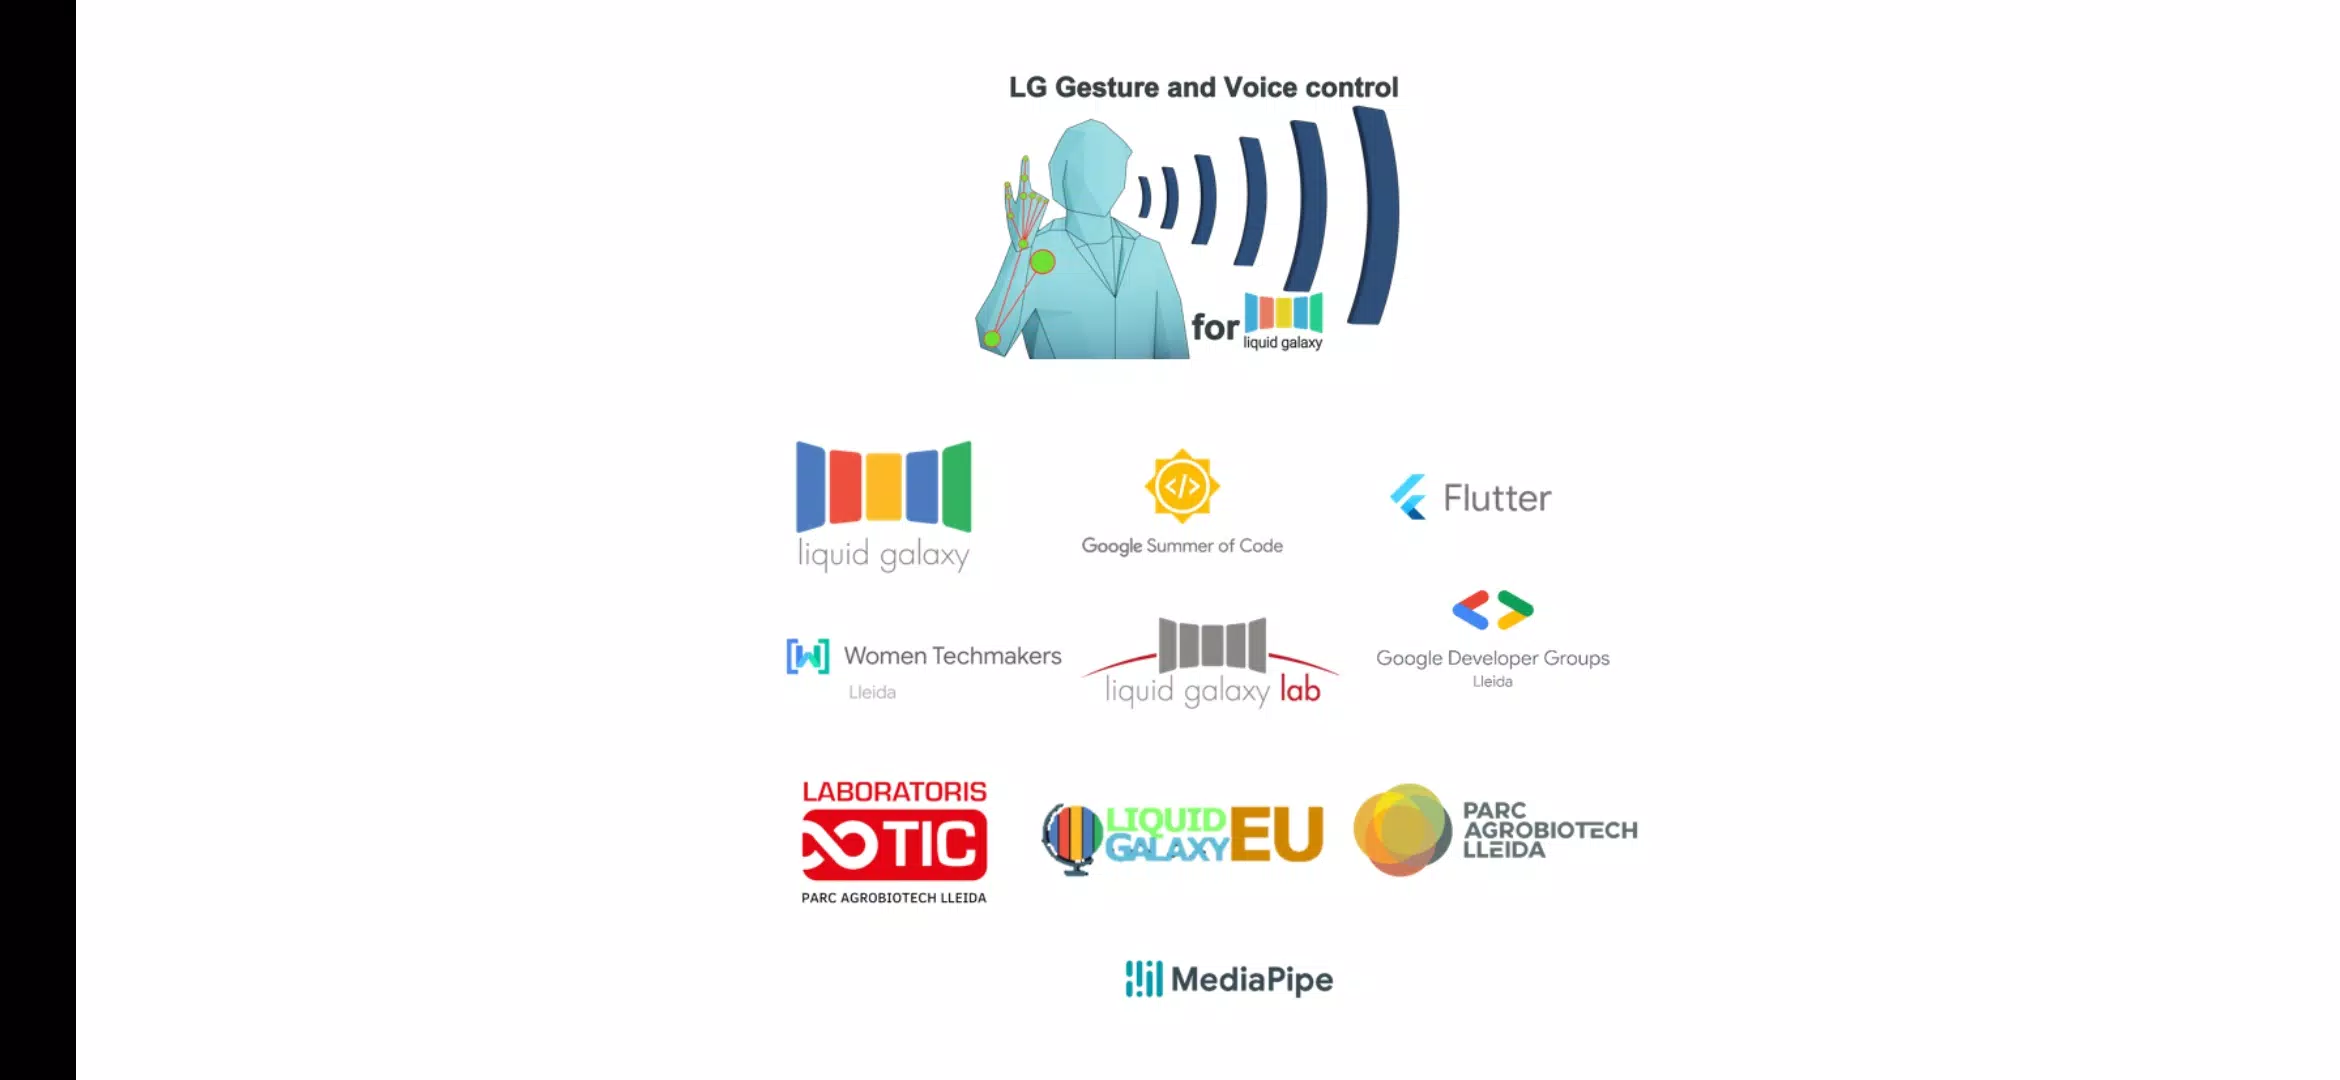 LG Gesture and Voice control
for
liquid galaxy
liquid galaxy
</>
Google Summer of Code
Flutter
W Women Techmakers
Lleida
liquid galaxy lab
Google Developer Groups
Lleida
LABORATORIS
TIC
PARC AGROBIOTECH LLEIDA
LIQUID
GALAXY
EU
PARC
AGROBIOTECH
LLEIDA
MediaPipe